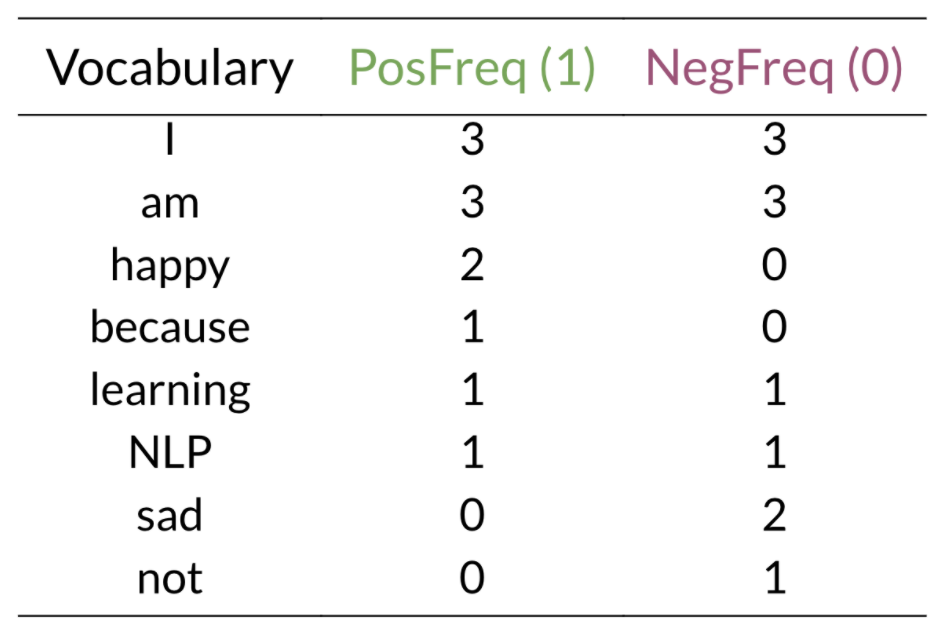 Vocabulary PosFreq (1) NegFreq (0)
I 3 3
am 3 3
happy 2 0
because 1 0
learning 1 1
NLP 1 1
sad 0 2
not 0 1